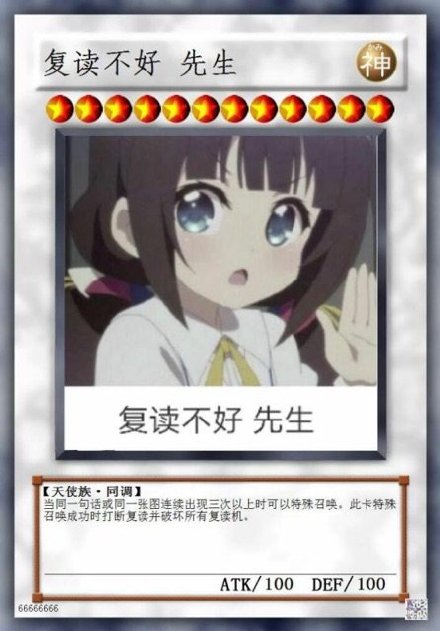 复读不好 先生
神
かみ
复读不好 先生
【天使族·同调】
当同一句话或同一张图连续出现三次以上时可以特殊召唤。此卡特殊
召唤成功时打断复读并破坏所有复读机。
ATK/100 DEF/100
66666666